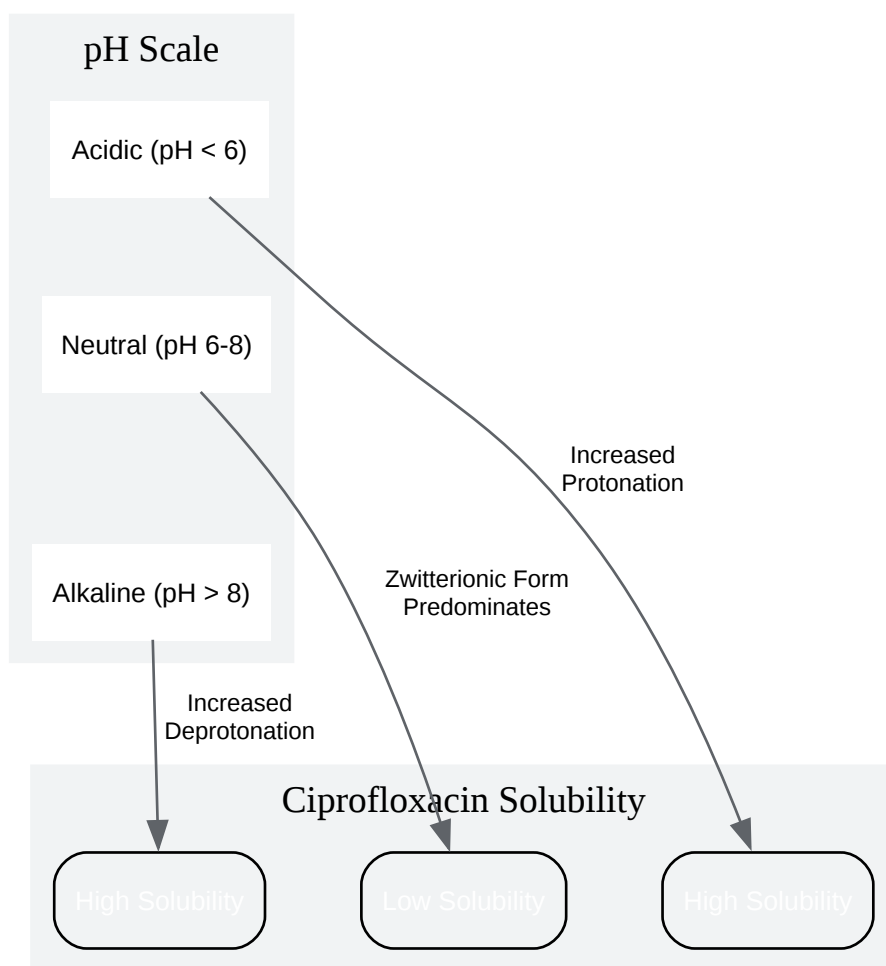 pH Scale
Acidic (pH < 6)
Neutral (pH 6-8)
Increased
Protonation
Zwitterionic Form
Predominates
Alkaline (pH > 8)
Increased
Deprotonation
Ciprofloxacin Solubility
High Solubility
Low Solubility
High Solubility